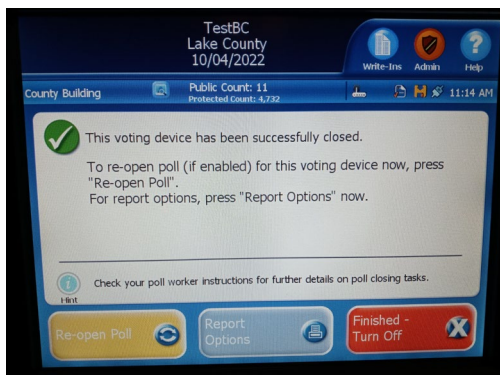 TestBC
Lake County
10/04/2022
Write-Ins
Admin
Help
County Building
Public Count: 11
Protected Count: 4,732
11:14 AM
This voting device has been successfully closed.
To re-open poll (if enabled) for this voting device now, press
"Re-open Poll".
For report options, press "Report Options" now.
Hint
Check your poll worker instructions for further details on poll closing tasks.
Re-open Poll
Report
Options
Finished -
Turn Off